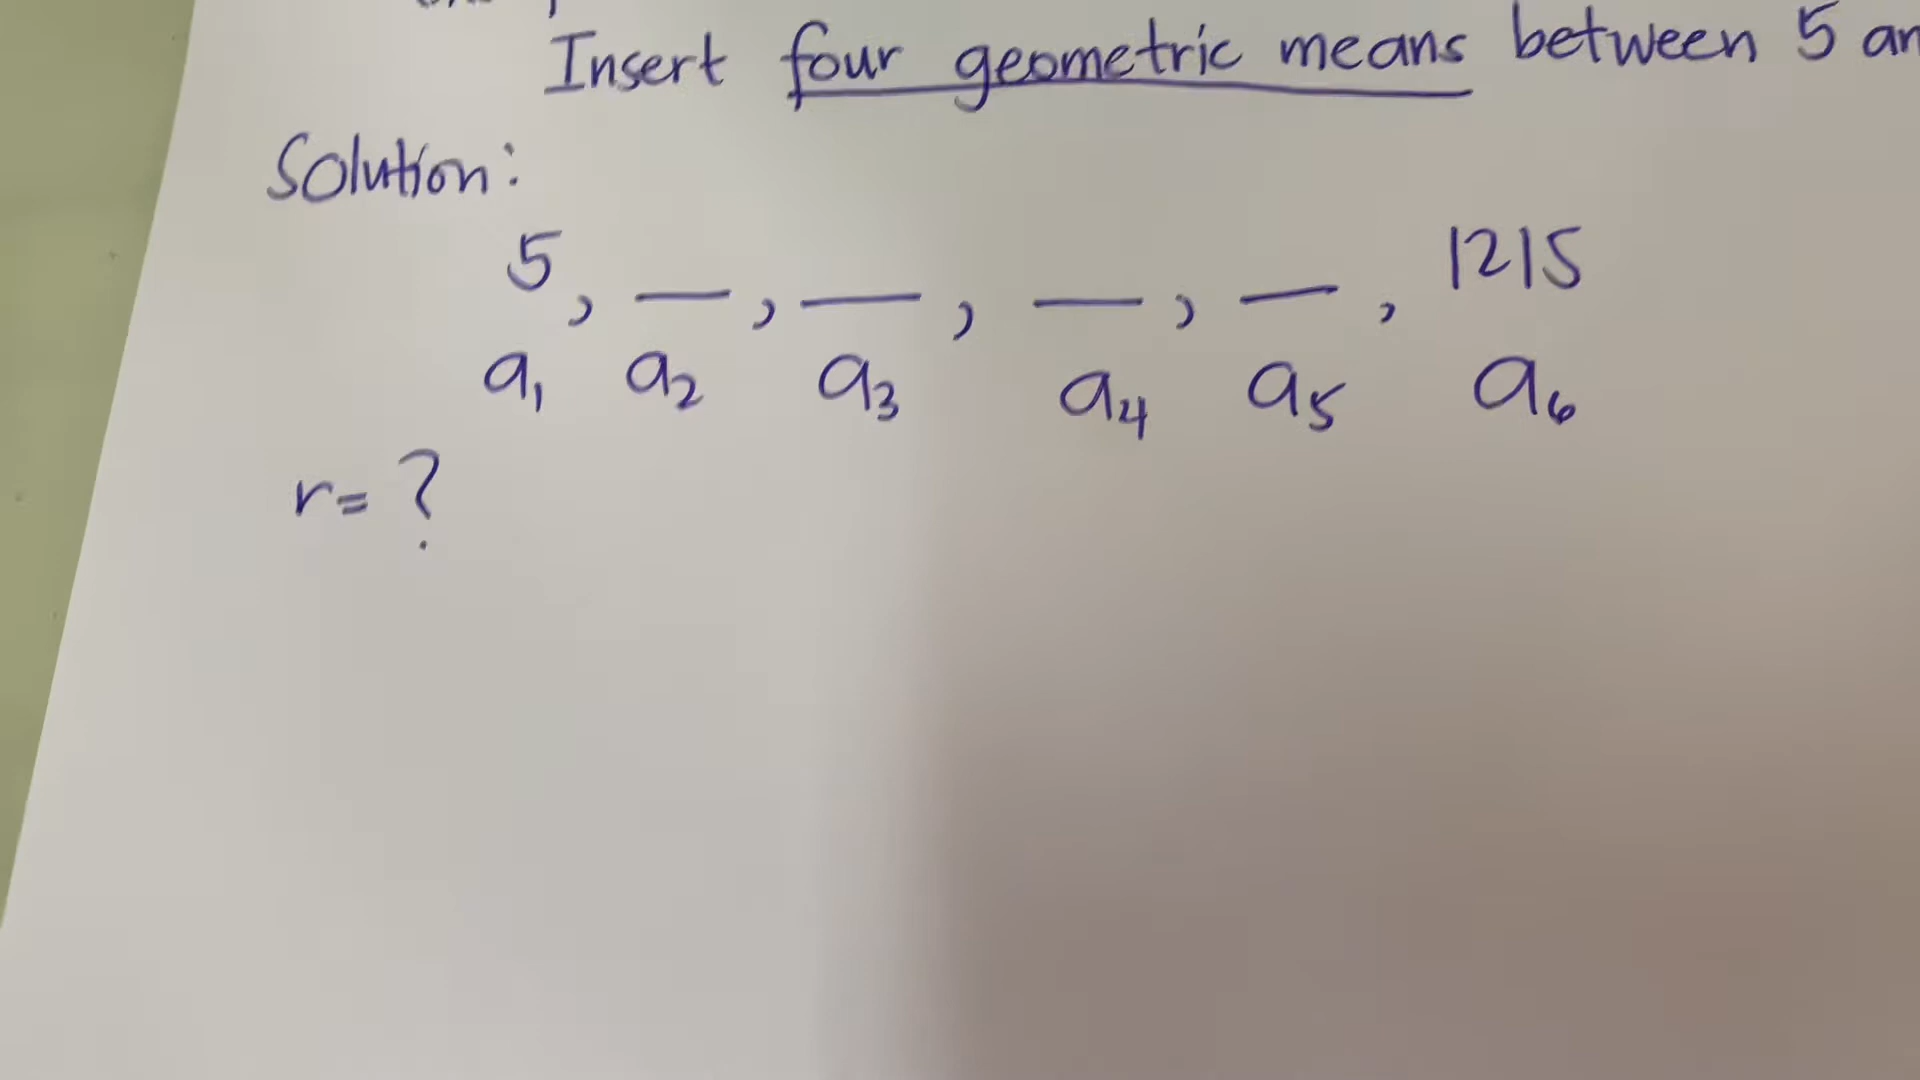 Insert four geometric means between 5 an
Solution:
5, __, __, __, __, 1215
a1 a2 a3 a4 a5 a6
r= ?